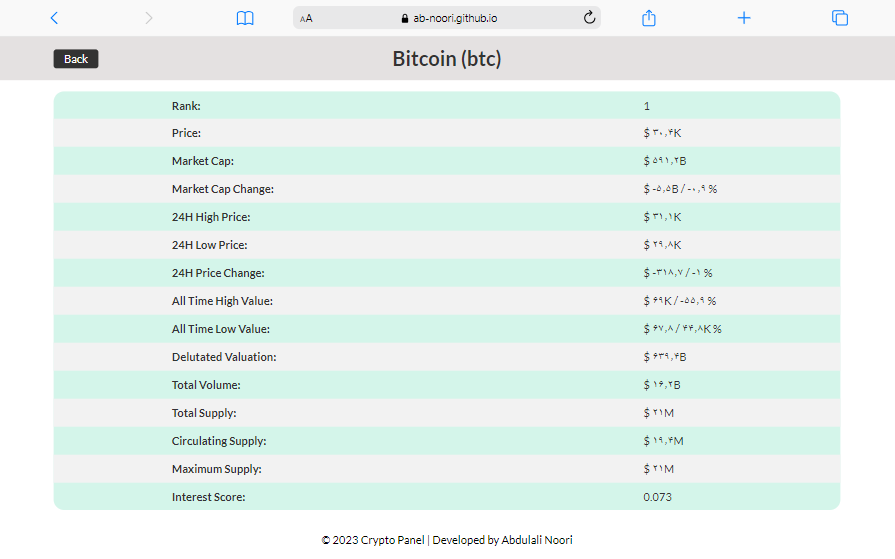 AA ab-noori.github.io
Back
Bitcoin (btc)
Rank: 1
Price: $ ۳۰,۴K
Market Cap: $ ۵۹۱,۲B
Market Cap Change: $ -۵,۵B / -۰,۹ %
24H High Price: $ ۳۱,۱K
24H Low Price: $ ۲۹,۸K
24H Price Change: $ -۳۱۸,۷ / -۱ %
All Time High Value: $ ۶۹K / -۵۵,۹ %
All Time Low Value: $ ۶۷,۸ / ۴۴,۸K %
Delutated Valuation: $ ۶۳۹,۴B
Total Volume: $ ۱۶,۲B
Total Supply: $ ۲۱M
Circulating Supply: $ ۱۹,۴M
Maximum Supply: $ ۲۱M
Interest Score: 0.073
© 2023 Crypto Panel | Developed by Abdulali Noori